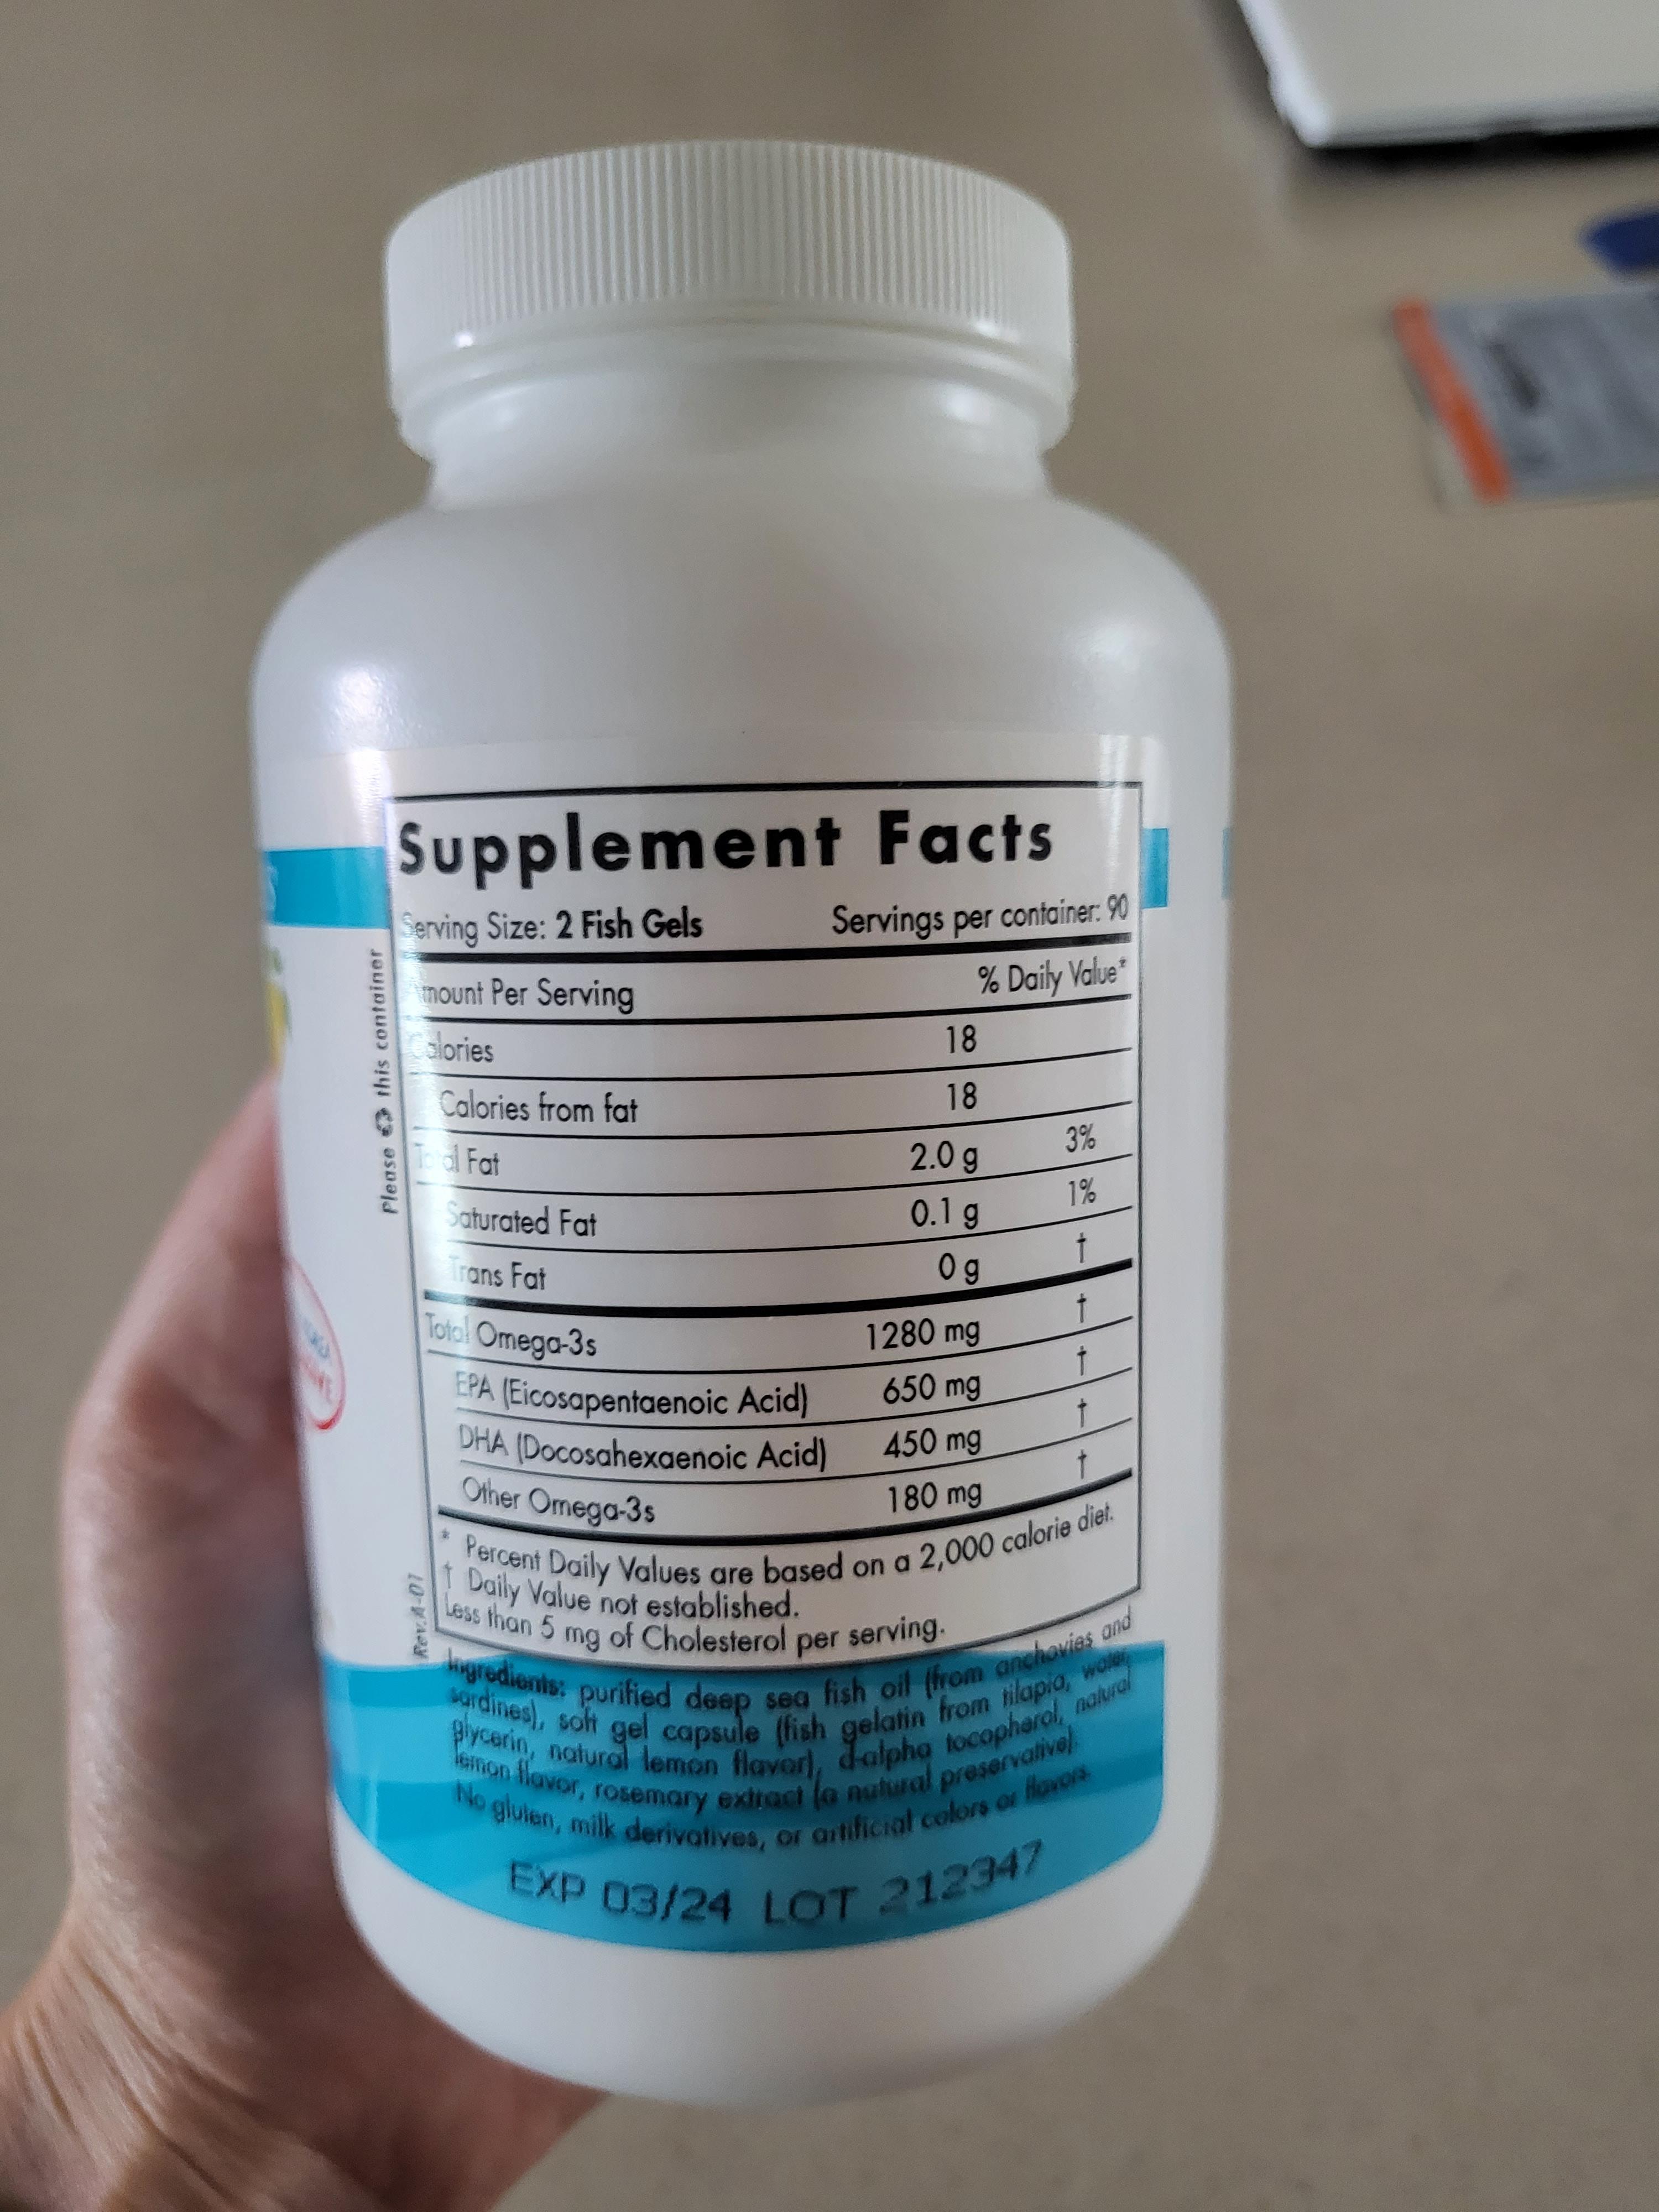 Supplement Facts
Serving Size: 2 Fish Gels Servings per container: 90
Amount Per Serving % Daily Value*
Calories 18
Calories from fat 18
Total Fat 2.0 g 3%
Saturated Fat 0.1 g 1%
Trans Fat 0 g †
Total Omega-3s 1280 mg †
EPA (Eicosapentaenoic Acid) 650 mg †
DHA (Docosahexaenoic Acid) 450 mg †
Other Omega-3s 180 mg †
* Percent Daily Values are based on a 2,000 calorie diet.
† Daily Value not established.
Less than 5 mg of Cholesterol per serving.
Ingredients: purified deep sea fish oil (from anchovies and
sardines), soft gel capsule (fish gelatin from tilapia, water,
glycerin, natural lemon flavor), d-alpha tocopherol, natural
lemon flavor, rosemary extract (a natural preservative).
No gluten, milk derivatives, or artificial colors or flavors.
EXP 03/24 LOT 212347
Please ♻ this container
Rev.A-01